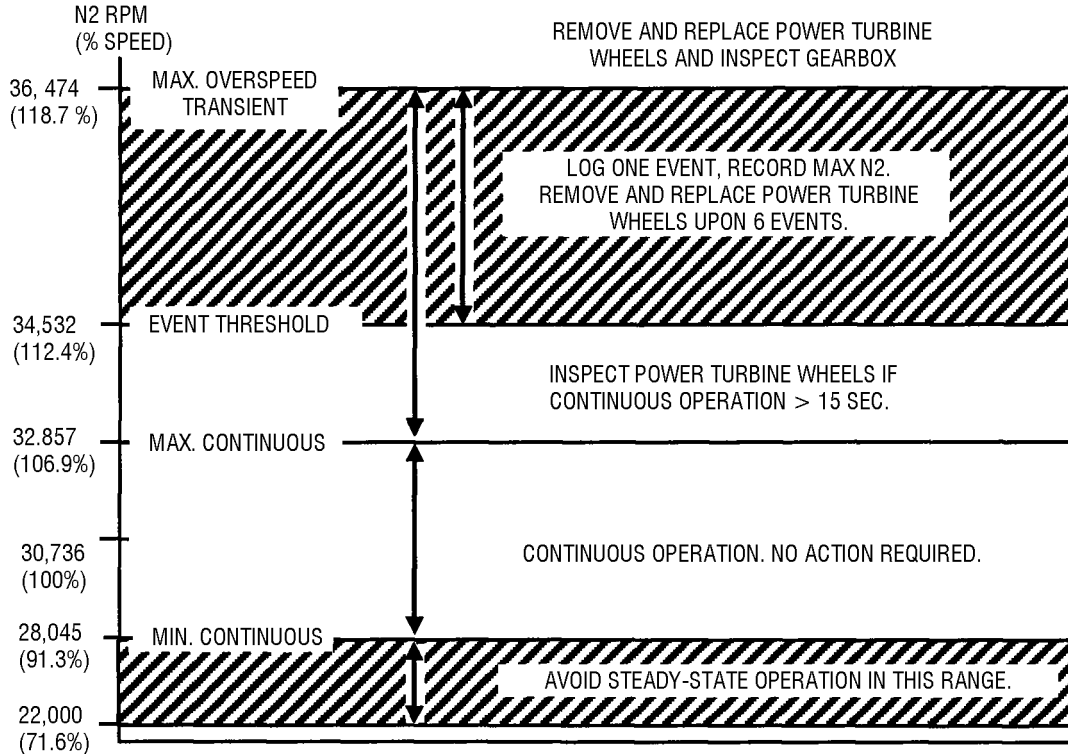 N2 RPM
(% SPEED)
REMOVE AND REPLACE POWER TURBINE
WHEELS AND INSPECT GEARBOX
36, 474
(118.7 %)
MAX. OVERSPEED
TRANSIENT
LOG ONE EVENT, RECORD MAX N2.
REMOVE AND REPLACE POWER TURBINE
WHEELS UPON 6 EVENTS.
34,532
(112.4%)
EVENT THRESHOLD
INSPECT POWER TURBINE WHEELS IF
CONTINUOUS OPERATION > 15 SEC.
32.857
(106.9%)
MAX. CONTINUOUS
30,736
(100%)
CONTINUOUS OPERATION. NO ACTION REQUIRED.
28,045
(91.3%)
MIN. CONTINUOUS
AVOID STEADY-STATE OPERATION IN THIS RANGE.
22,000
(71.6%)